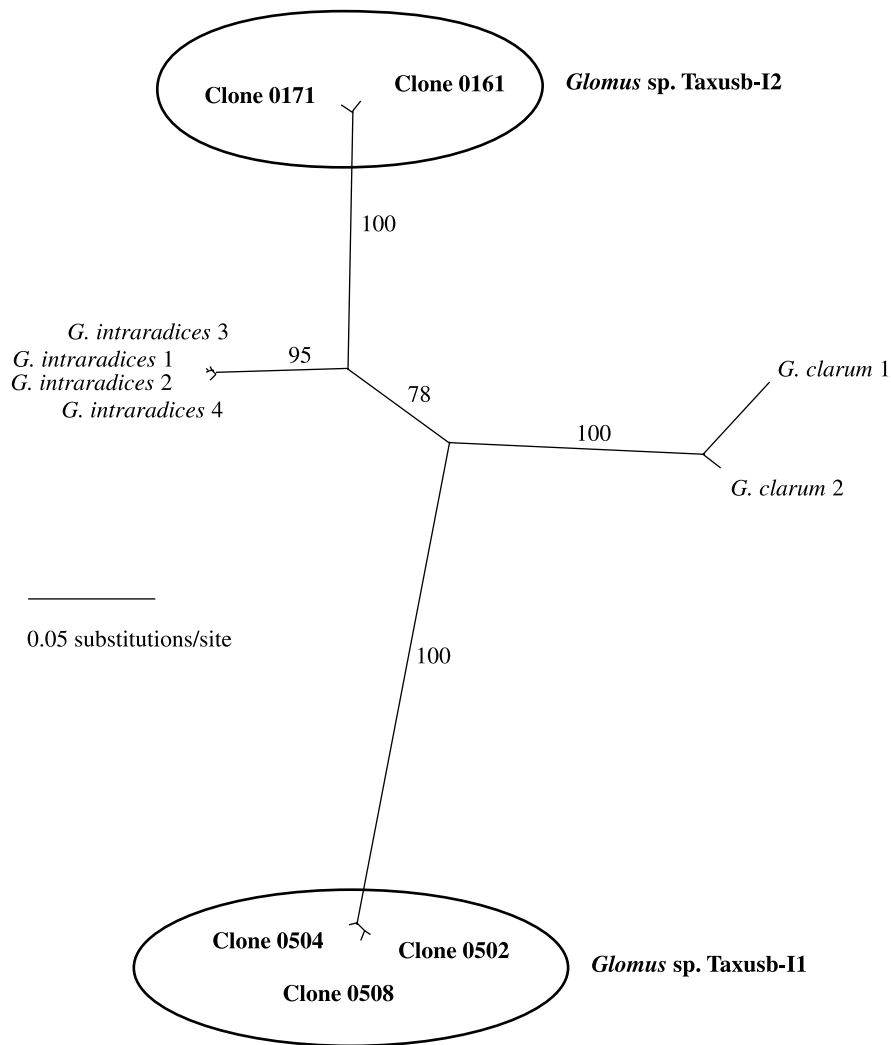 Clone 0171
Clone 0161
Glomus sp. Taxusb-I2
100
G. intraradices 3
G. intraradices 1
G. intraradices 2
G. intraradices 4
95
78
100
G. clarum 1
G. clarum 2
0.05 substitutions/site
100
Clone 0504
Clone 0502
Clone 0508
Glomus sp. Taxusb-I1